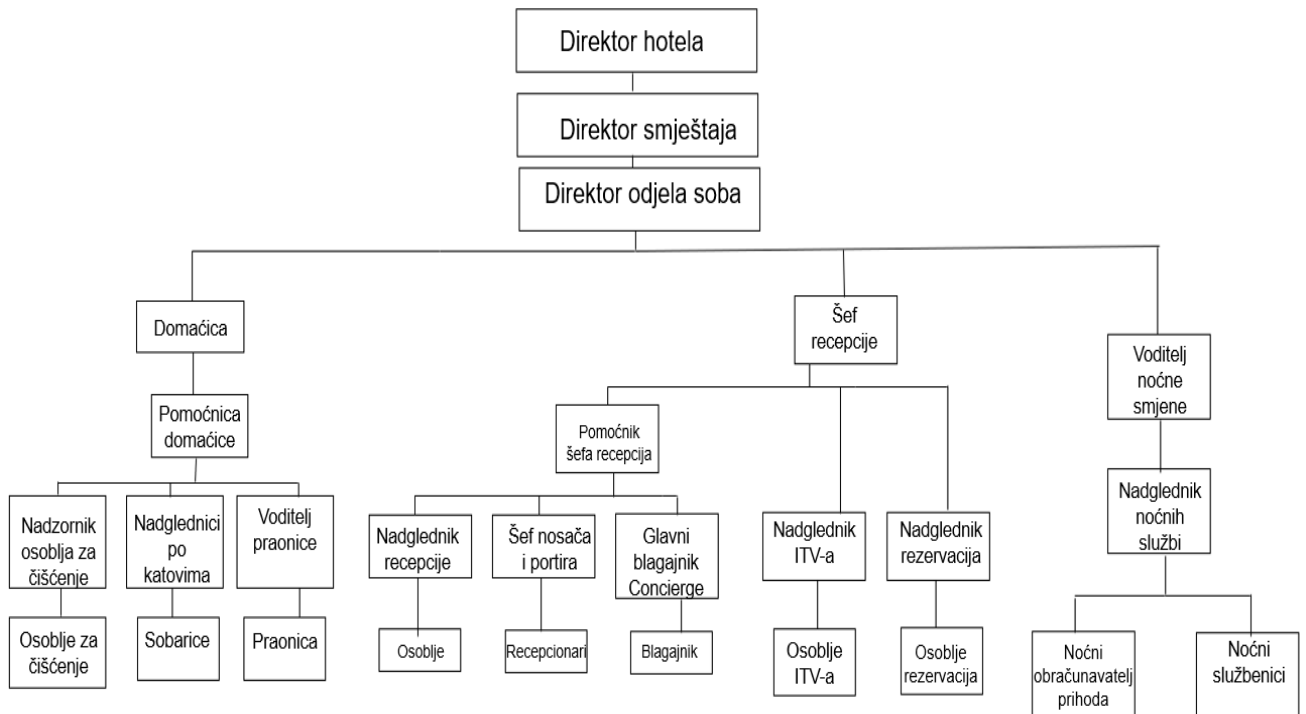 Direktor hotela
Direktor smještaja
Direktor odjela soba
Domaćica
Šef
recepcije
Voditelj
noćne
smjene
Pomoćnica
domaćice
Pomoćnik
šefa recepcija
Nadzornik
osoblja za
čišćenje
Nadglednici
po
katovima
Voditelj
praonice
Nadglednik
recepcije
Šef nosača
i portira
Glavni
blagajnik
Concierge
Nadglednik
ITV-a
Nadglednik
rezervacija
Nadglednik
noćnih
službi
Osoblje za
čišćenje
Sobarice
Praonica
Osoblje
Recepcionari
Blagajnik
Osoblje
ITV-a
Osoblje
rezervacija
Noćni
obračunavatelj
prihoda
Noćni
službenici